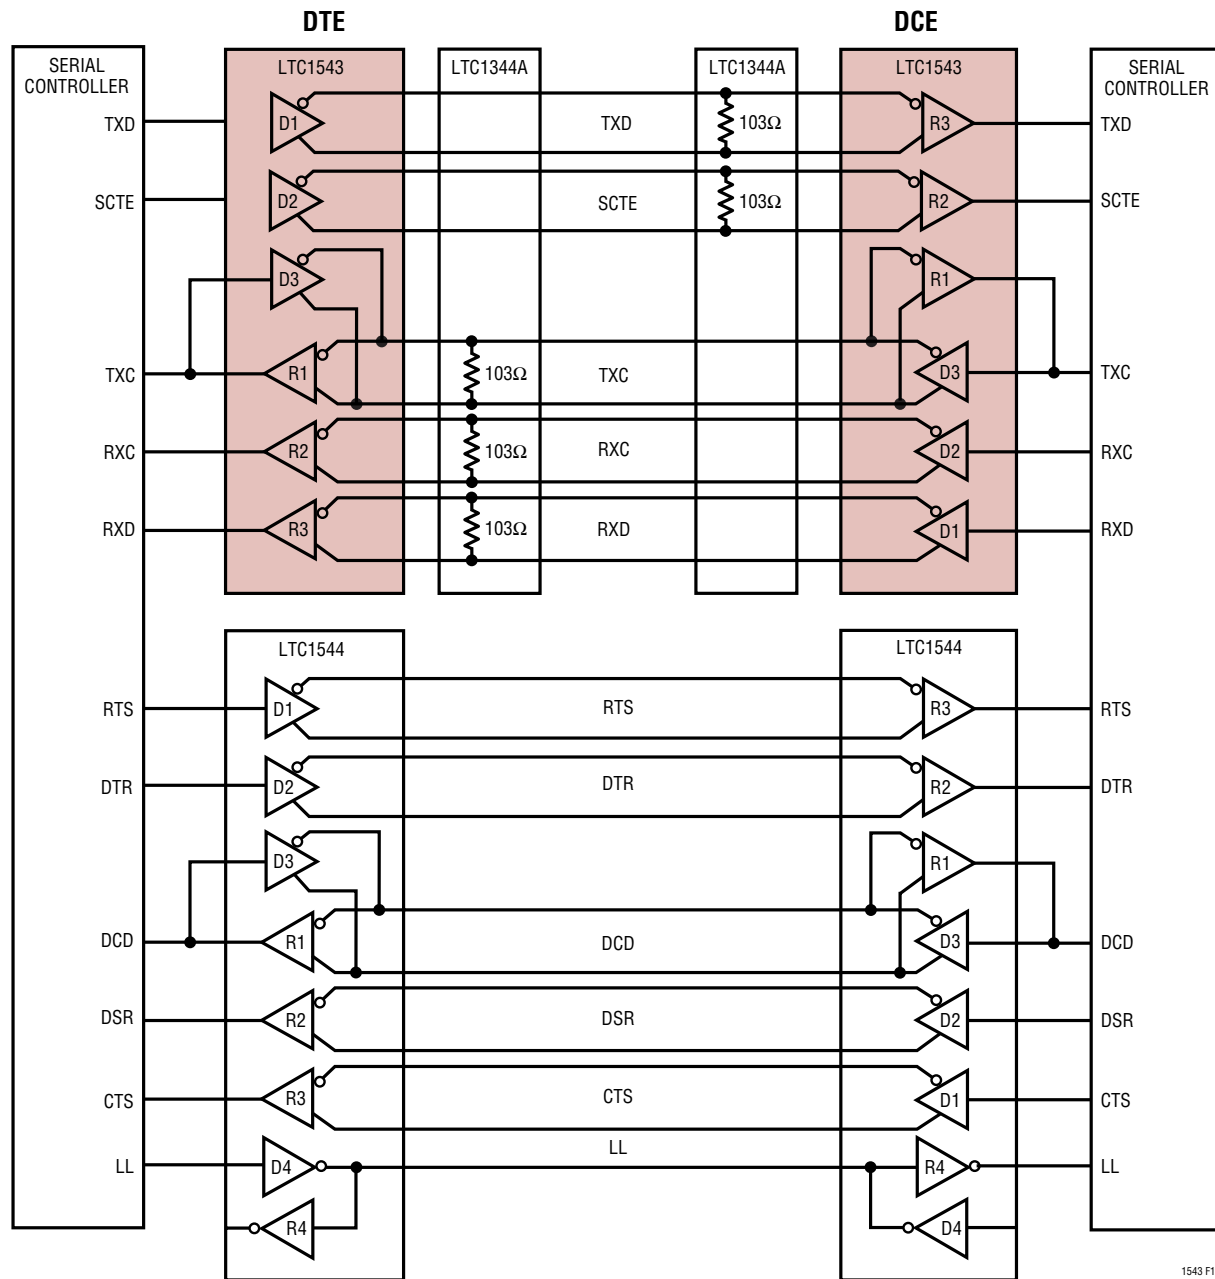 DTE
DCE
SERIAL
CONTROLLER
LTC1543
LTC1344A
LTC1344A
LTC1543
SERIAL
CONTROLLER
TXD
D1
TXD
103Ω
R3
TXD
SCTE
D2
SCTE
103Ω
R2
SCTE
D3
R1
TXC
R1
103Ω
TXC
D3
TXC
RXC
R2
103Ω
RXC
D2
RXC
RXD
R3
103Ω
RXD
D1
RXD
LTC1544
LTC1544
RTS
D1
RTS
R3
RTS
DTR
D2
DTR
R2
DTR
D3
R1
DCD
R1
DCD
D3
DCD
DSR
R2
DSR
D2
DSR
CTS
R3
CTS
D1
CTS
LL
LL
D4
R4
LL
R4
D4
1543 F1